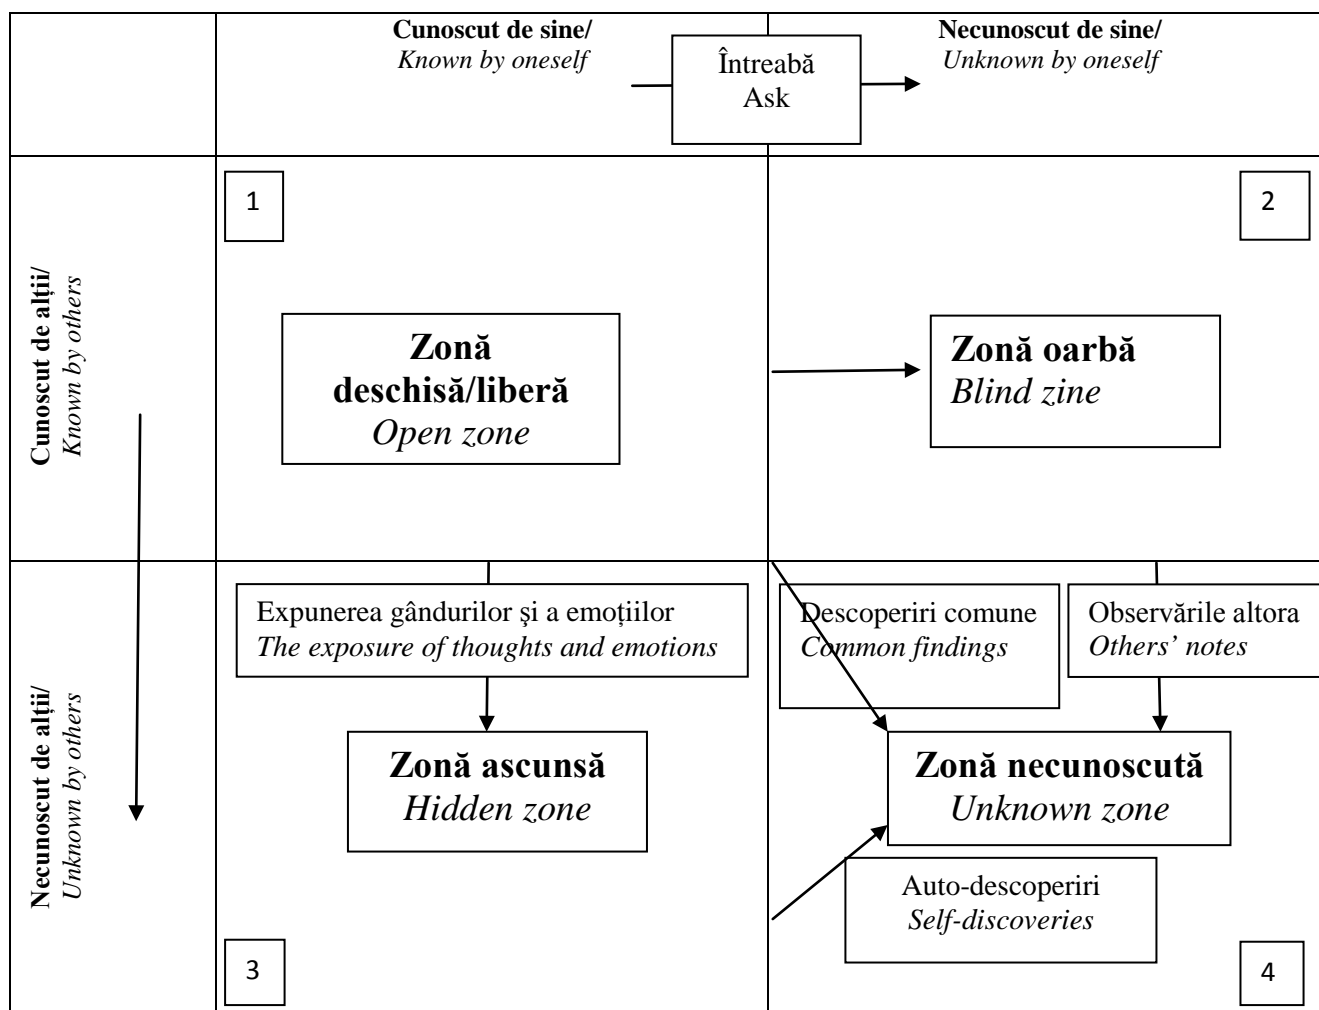 Cunoscut de sine/
Known by oneself
Întreabă
Ask
Necunoscut de sine/
Unknown by oneself
1
2
Cunoscut de alții/
Known by others
Zonă
deschisă/liberă
Open zone
Zonă oarbă
Blind zine
Expunerea gândurilor şi a emoțiilor
The exposure of thoughts and emotions
Descoperiri comune
Common findings
Observările altora
Others’ notes
Necunoscut de alții/
Unknown by others
Zonă ascunsă
Hidden zone
Zonă necunoscută
Unknown zone
Auto-descoperiri
Self-discoveries
3
4